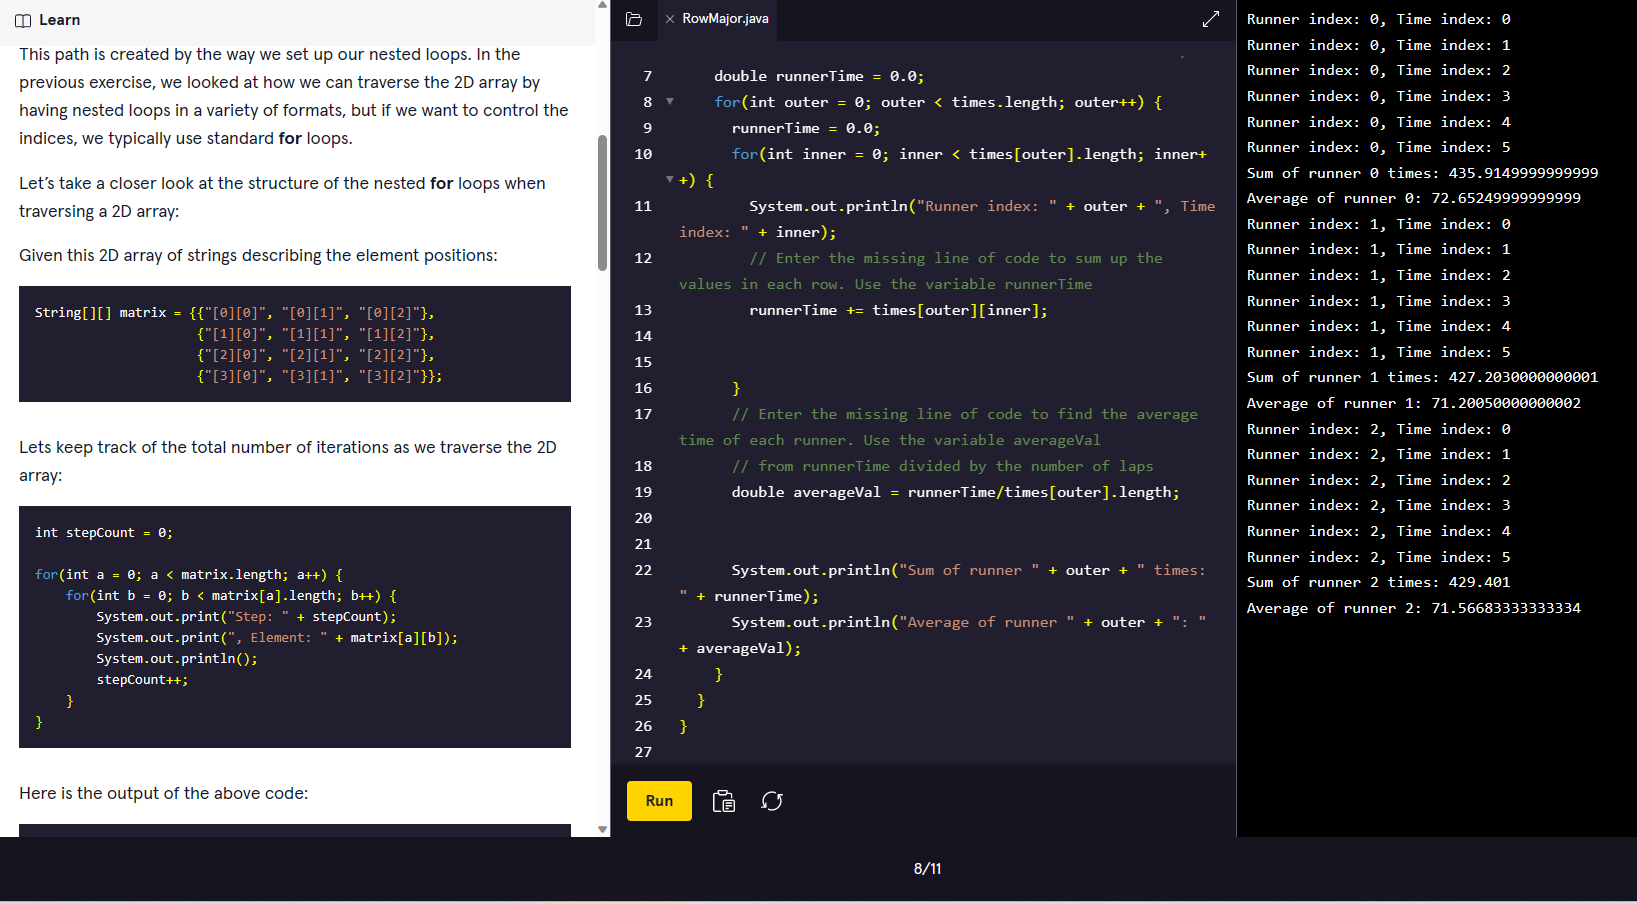 Learn
This path is created by the way we set up our nested loops. In the
previous exercise, we looked at how we can traverse the 2D array by
having nested loops in a variety of formats, but if we want to control the
indices, we typically use standard for loops.
Let's take a closer look at the structure of the nested for loops when
traversing a 2D array:
Given this 2D array of strings describing the element positions:
String[][] matrix = {{"[0][0]", "[0][1]", "[0][2]"},
{"[1][0]", "[1][1]", "[1][2]"},
{"[2][0]", "[2][1]", "[2][2]"},
{"[3][0]", "[3][1]", "[3][2]"}};
Lets keep track of the total number of iterations as we traverse the 2D
array:
int stepCount = 0;
for(int a = 0; a < matrix.length; a++) {
for(int b = 0; b < matrix[a].length; b++) {
System.out.print("Step: " + stepCount);
System.out.print(", Element: " + matrix[a][b]);
System.out.println();
stepCount++;
}
}
Here is the output of the above code:
RowMajor.java
7 double runnerTime = 0.0;
8 for(int outer = 0; outer < times.length; outer++) {
9 runnerTime = 0.0;
10 for(int inner = 0; inner < times[outer].length; inner+
+) {
11 System.out.println("Runner index: " + outer + ", Time
index: " + inner);
12 // Enter the missing line of code to sum up the
values in each row. Use the variable runnerTime
13 runnerTime += times[outer][inner];
14
15
16 }
17 // Enter the missing line of code to find the average
time of each runner. Use the variable averageVal
18 // from runnerTime divided by the number of laps
19 double averageVal = runnerTime/times[outer].length;
20
21
22 System.out.println("Sum of runner " + outer + " times:
" + runnerTime);
23 System.out.println("Average of runner " + outer + ": "
+ averageVal);
24 }
25 }
26 }
27
Run
Runner index: 0, Time index: 0
Runner index: 0, Time index: 1
Runner index: 0, Time index: 2
Runner index: 0, Time index: 3
Runner index: 0, Time index: 4
Runner index: 0, Time index: 5
Sum of runner 0 times: 435.9149999999999
Average of runner 0: 72.65249999999999
Runner index: 1, Time index: 0
Runner index: 1, Time index: 1
Runner index: 1, Time index: 2
Runner index: 1, Time index: 3
Runner index: 1, Time index: 4
Runner index: 1, Time index: 5
Sum of runner 1 times: 427.2030000000001
Average of runner 1: 71.20050000000002
Runner index: 2, Time index: 0
Runner index: 2, Time index: 1
Runner index: 2, Time index: 2
Runner index: 2, Time index: 3
Runner index: 2, Time index: 4
Runner index: 2, Time index: 5
Sum of runner 2 times: 429.401
Average of runner 2: 71.56683333333334
8/11